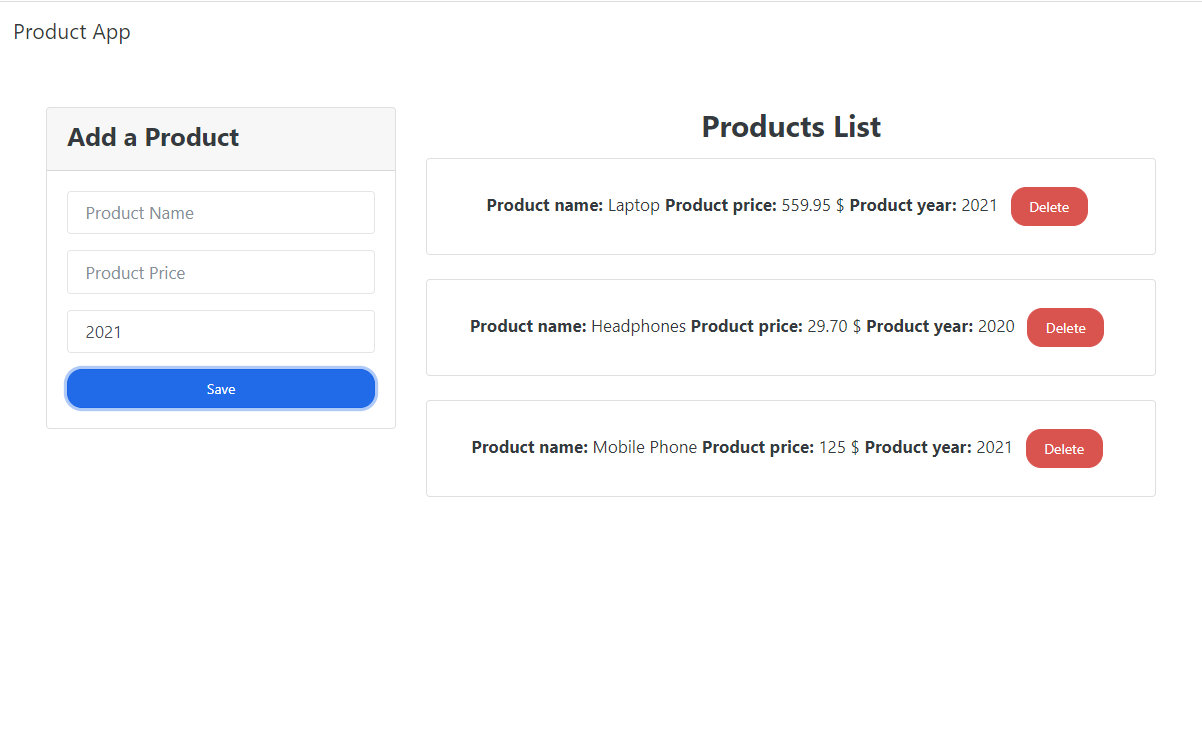 Product App
Add a Product
Product Name
Product Price
2021
Save
Products List
Product name: Laptop Product price: 559.95 $ Product year: 2021 Delete
Product name: Headphones Product price: 29.70 $ Product year: 2020 Delete
Product name: Mobile Phone Product price: 125 $ Product year: 2021 Delete